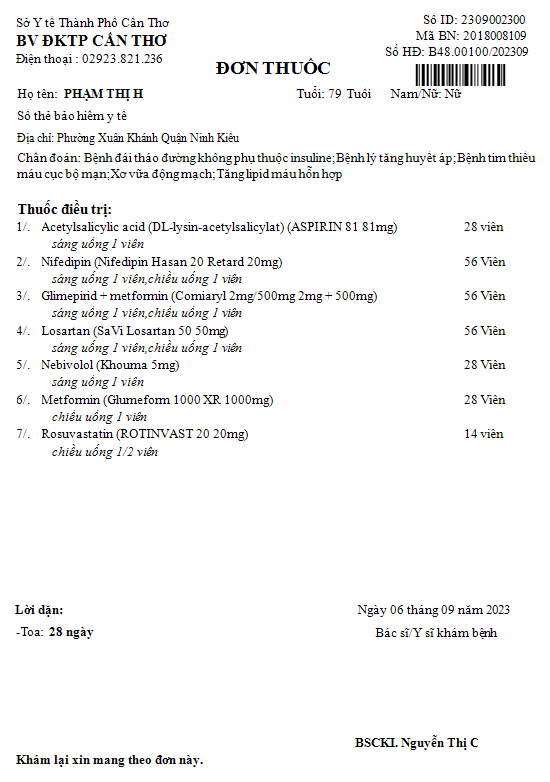 Sở Y tế Thành Phố Cần Thơ
Số ID: 2309002300
BV ĐKTP CẦN THƠ
Mã BN: 2018008109
Điện thoại : 02923.821.236
Số HĐ: B48.00100/202309
ĐƠN THUỐC
Họ tên: PHẠM THỊ H Tuổi: 79 Tuổi Nam/Nữ: Nữ
Số thẻ bảo hiểm y tế
Địa chỉ: Phường Xuân Khánh Quận Ninh Kiều
Chẩn đoán: Bệnh đái tháo đường không phụ thuộc insuline;Bệnh lý tăng huyết áp;Bệnh tim thiếu
máu cục bộ mạn;Xơ vữa động mạch;Tăng lipid máu hỗn hợp
Thuốc điều trị:
1/. Acetylsalicylic acid (DL-lysin-acetylsalicylat) (ASPIRIN 81 81mg) 28 viên
sáng uống 1 viên
2/. Nifedipin (Nifedipin Hasan 20 Retard 20mg) 56 Viên
sáng uống 1 viên,chiều uống 1 viên
3/. Glimepirid + metformin (Comiaryl 2mg/500mg 2mg + 500mg) 56 Viên
sáng uống 1 viên,chiều uống 1 viên
4/. Losartan (SaVi Losartan 50 50mg) 56 Viên
sáng uống 1 viên,chiều uống 1 viên
5/. Nebivolol (Khouma 5mg) 28 Viên
sáng uống 1 viên
6/. Metformin (Glumeform 1000 XR 1000mg) 28 Viên
chiều uống 1 viên
7/. Rosuvastatin (ROTINVAST 20 20mg) 14 viên
chiều uống 1/2 viên
Lời dặn:
Ngày 06 tháng 09 năm 2023
-Toa: 28 ngày
Bác sĩ/Y sĩ khám bệnh
BSCKI. Nguyễn Thị C
Khám lại xin mang theo đơn này.